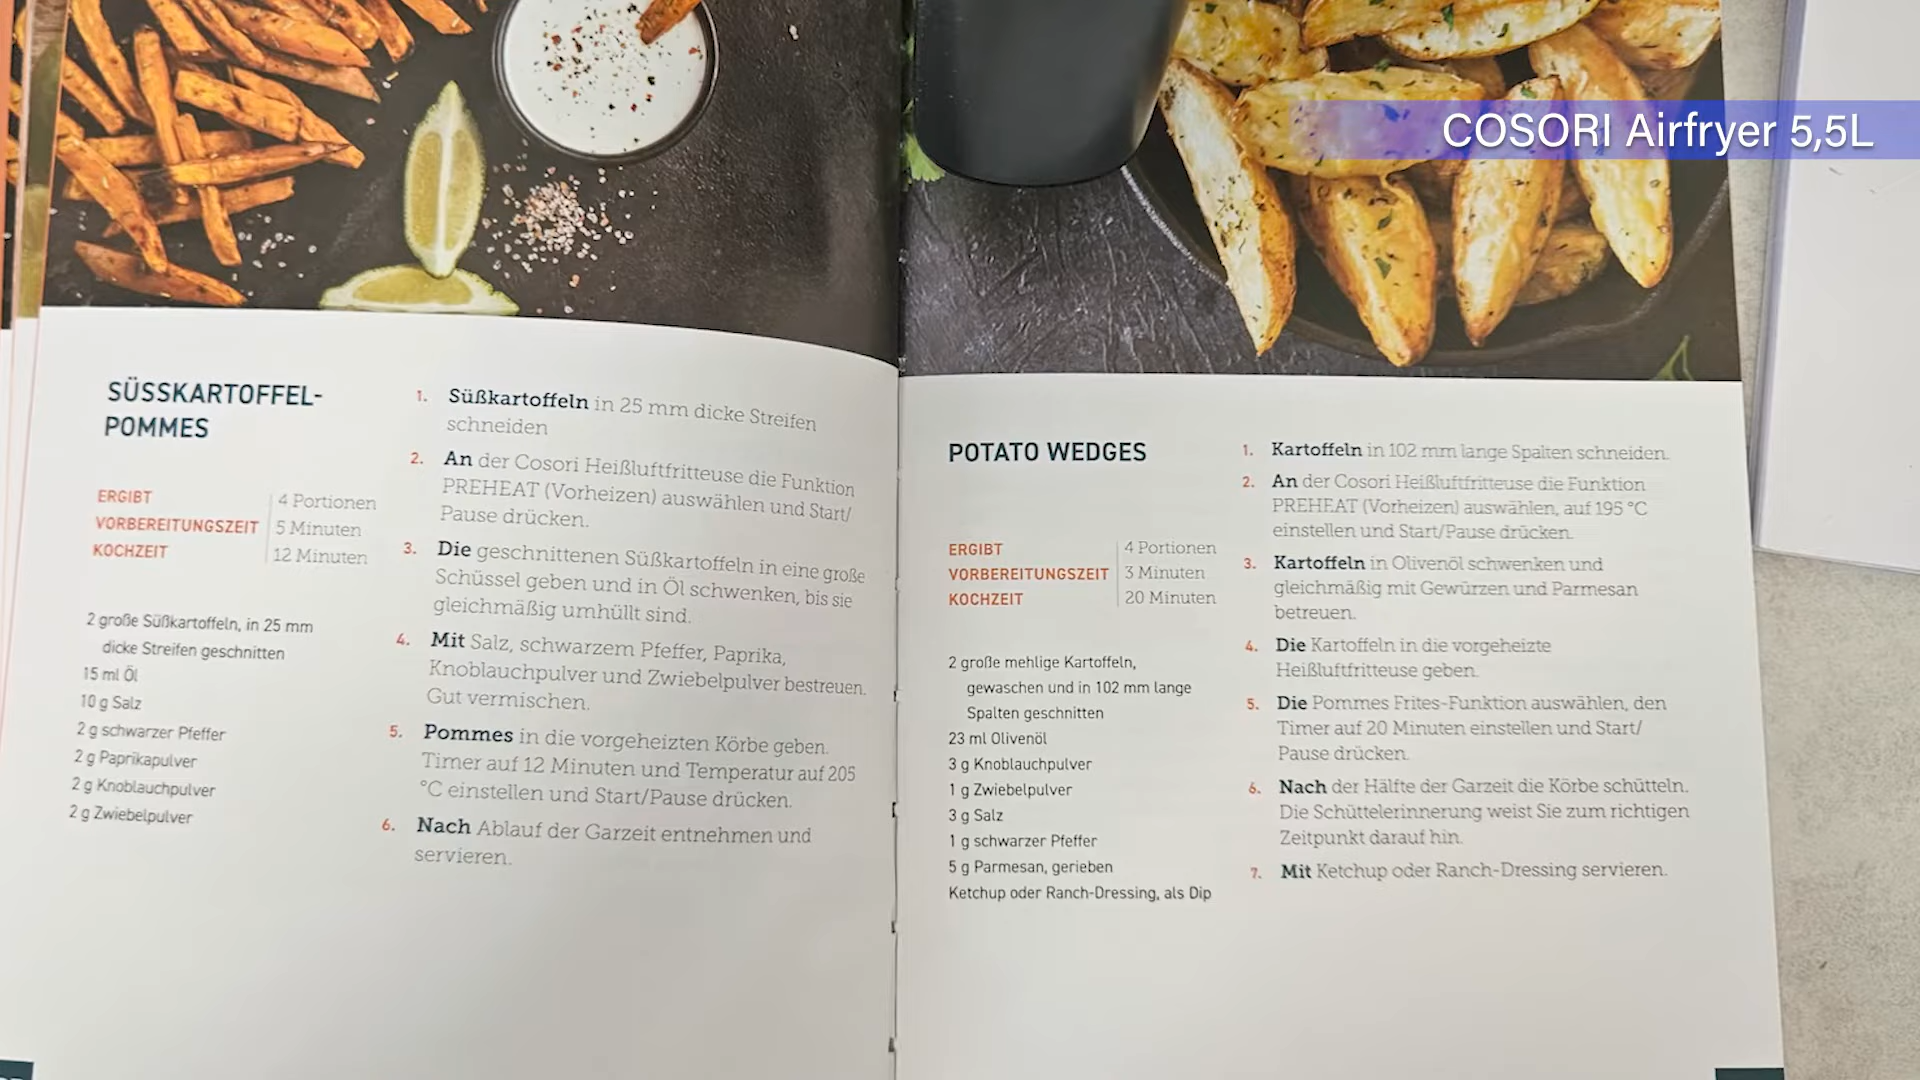 COSORI Airfryer 5,5L
SÜSSKARTOFFEL-
POMMES
ERGIBT 4 Portionen
VORBEREITUNGSZEIT 5 Minuten
KOCHZEIT 12 Minuten
2 große Süßkartoffeln, in 25 mm
dicke Streifen geschnitten
15 ml Öl
10 g Salz
2 g schwarzer Pfeffer
2 g Paprikapulver
2 g Knoblauchpulver
2 g Zwiebelpulver
1. Süßkartoffeln in 25 mm dicke Streifen
schneiden
2. An der Cosori Heißluftfritteuse die Funktion
PREHEAT (Vorheizen) auswählen und Start/
Pause drücken.
3. Die geschnittenen Süßkartoffeln in eine große
Schüssel geben und in Öl schwenken, bis sie
gleichmäßig umhüllt sind.
4. Mit Salz, schwarzem Pfeffer, Paprika,
Knoblauchpulver und Zwiebelpulver bestreuen.
Gut vermischen.
5. Pommes in die vorgeheizten Körbe geben.
Timer auf 12 Minuten und Temperatur auf 205
°C einstellen und Start/Pause drücken.
6. Nach Ablauf der Garzeit entnehmen und
servieren.
POTATO WEDGES
ERGIBT 4 Portionen
VORBEREITUNGSZEIT 3 Minuten
KOCHZEIT 20 Minuten
2 große mehlige Kartoffeln,
gewaschen und in 102 mm lange
Spalten geschnitten
23 ml Olivenöl
3 g Knoblauchpulver
1 g Zwiebelpulver
3 g Salz
1 g schwarzer Pfeffer
5 g Parmesan, gerieben
Ketchup oder Ranch-Dressing, als Dip
1. Kartoffeln in 102 mm lange Spalten schneiden.
2. An der Cosori Heißluftfritteuse die Funktion
PREHEAT (Vorheizen) auswählen, auf 195 °C
einstellen und Start/Pause drücken.
3. Kartoffeln in Olivenöl schwenken und
gleichmäßig mit Gewürzen und Parmesan
betreuen.
4. Die Kartoffeln in die vorgeheizte
Heißluftfritteuse geben.
5. Die Pommes Frites-Funktion auswählen, den
Timer auf 20 Minuten einstellen und Start/
Pause drücken.
6. Nach der Hälfte der Garzeit die Körbe schütteln.
Die Schüttelerinnerung weist Sie zum richtigen
Zeitpunkt darauf hin.
7. Mit Ketchup oder Ranch-Dressing servieren.